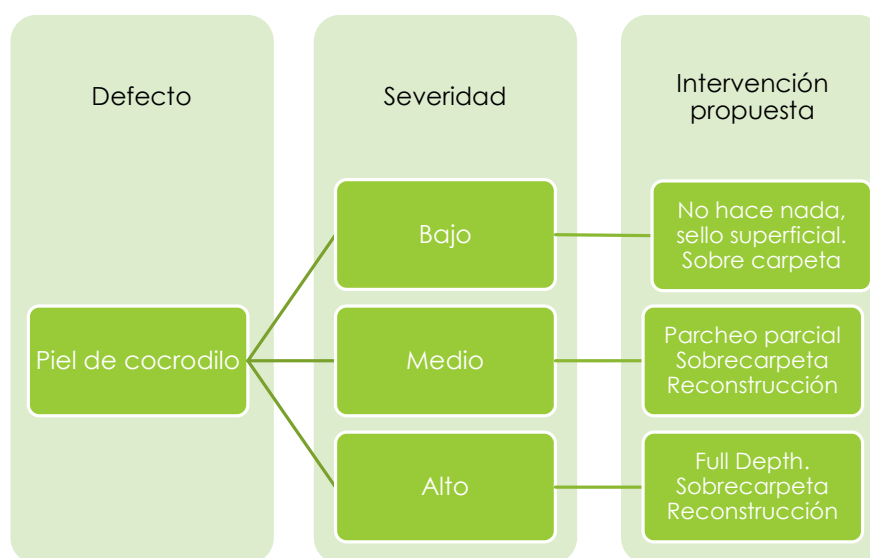 Defecto
Severidad
Intervención
propuesta
Piel de cocrodilo
Bajo
No hace nada,
sello superficial.
Sobre carpeta
Medio
Parcheo parcial
Sobrecarpeta
Reconstrucción
Alto
Full Depth.
Sobrecarpeta
Reconstrucción